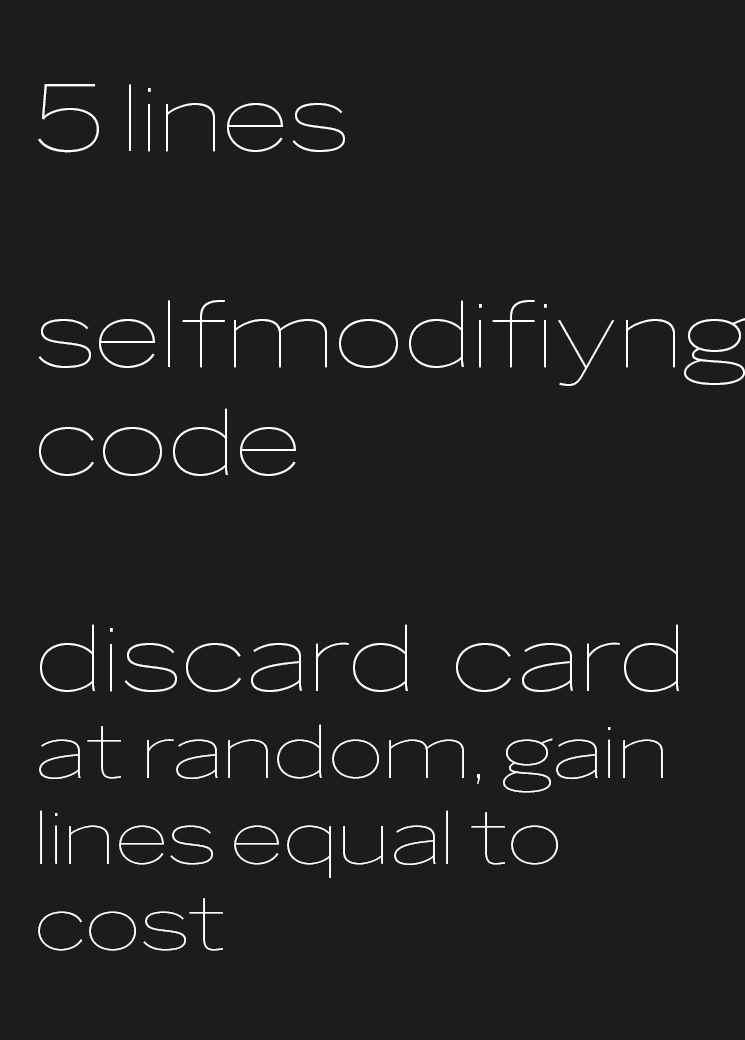 5 lines
selfmodifiyng
code
discard card
at random, gain
lines equal to
cost